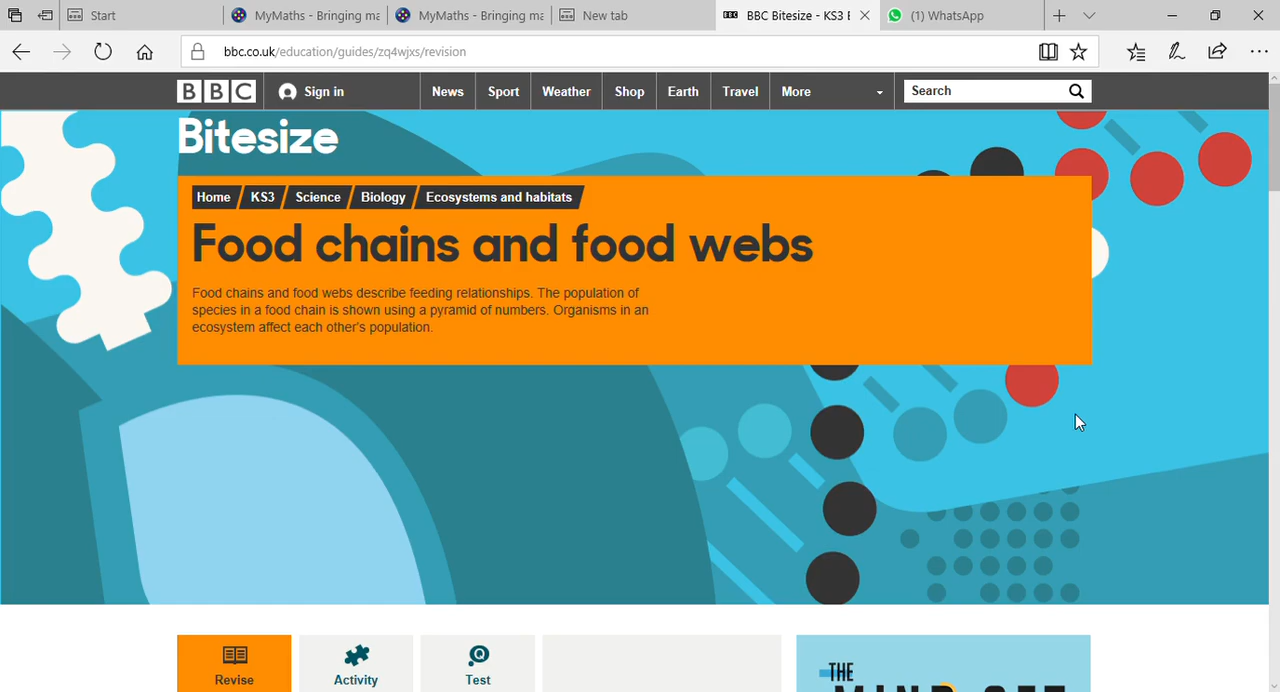 Start
MyMaths - Bringing ma
MyMaths - Bringing ma
New tab
BBC BBC Bitesize - KS3 B
(1) WhatsApp
bbc.co.uk/education/guides/zq4wjxs/revision
BBC Sign in News Sport Weather Shop Earth Travel More Search
Bitesize
Home KS3 Science Biology Ecosystems and habitats
Food chains and food webs
Food chains and food webs describe feeding relationships. The population of
species in a food chain is shown using a pyramid of numbers. Organisms in an
ecosystem affect each other's population.
Revise Activity Test
THE